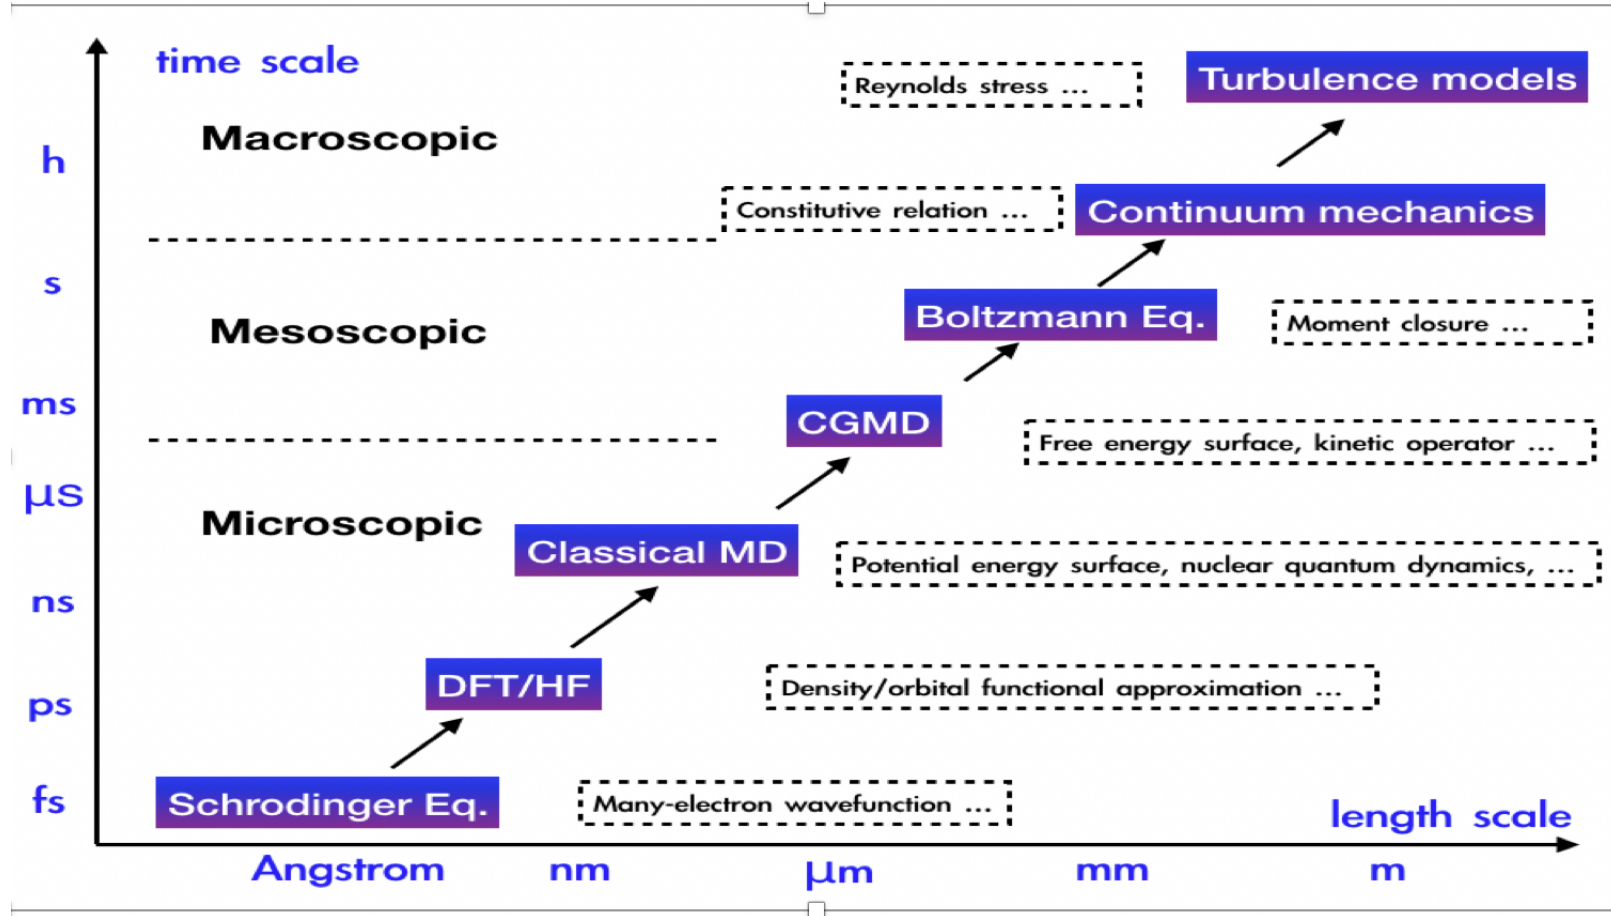 time scale
Reynolds stress ...
Turbulence models
Macroscopic
h
Constitutive relation ...
Continuum mechanics
s
Boltzmann Eq.
Moment closure ...
Mesoscopic
ms
CGMD
Free energy surface, kinetic operator ...
μS
Microscopic
Classical MD
Potential energy surface, nuclear quantum dynamics, ...
ns
DFT/HF
Density/orbital functional approximation ...
ps
fs
Schrodinger Eq.
Many-electron wavefunction ...
length scale
Angstrom nm μm mm m